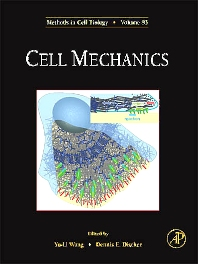 Methods in Cell Biology • Volume 83
CELL MECHANICS
Edited by
Yu-Li Wang • Dennis E. Discher